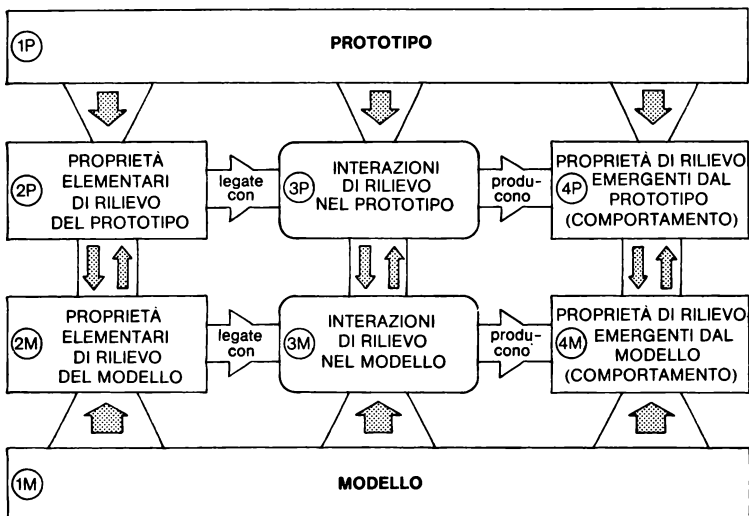 1P
PROTOTIPO
2P
PROPRIETÀ
ELEMENTARI
DI RILIEVO
DEL PROTOTIPO
legate
con
3P
INTERAZIONI
DI RILIEVO
NEL PROTOTIPO
produ-
cono
4P
PROPRIETÀ DI RILIEVO
EMERGENTI DAL
PROTOTIPO
(COMPORTAMENTO)
2M
PROPRIETÀ
ELEMENTARI
DI RILIEVO
DEL MODELLO
legate
con
3M
INTERAZIONI
DI RILIEVO
NEL MODELLO
produ-
cono
4M
PROPRIETÀ DI RILIEVO
EMERGENTI DAL
MODELLO
(COMPORTAMENTO)
1M
MODELLO